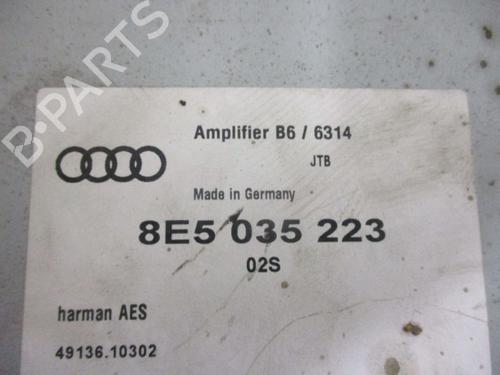 B-PARTS
Amplifier B6 / 6314
JTB
Made in Germany
8E5 035 223
02S
harman AES
49136.10302